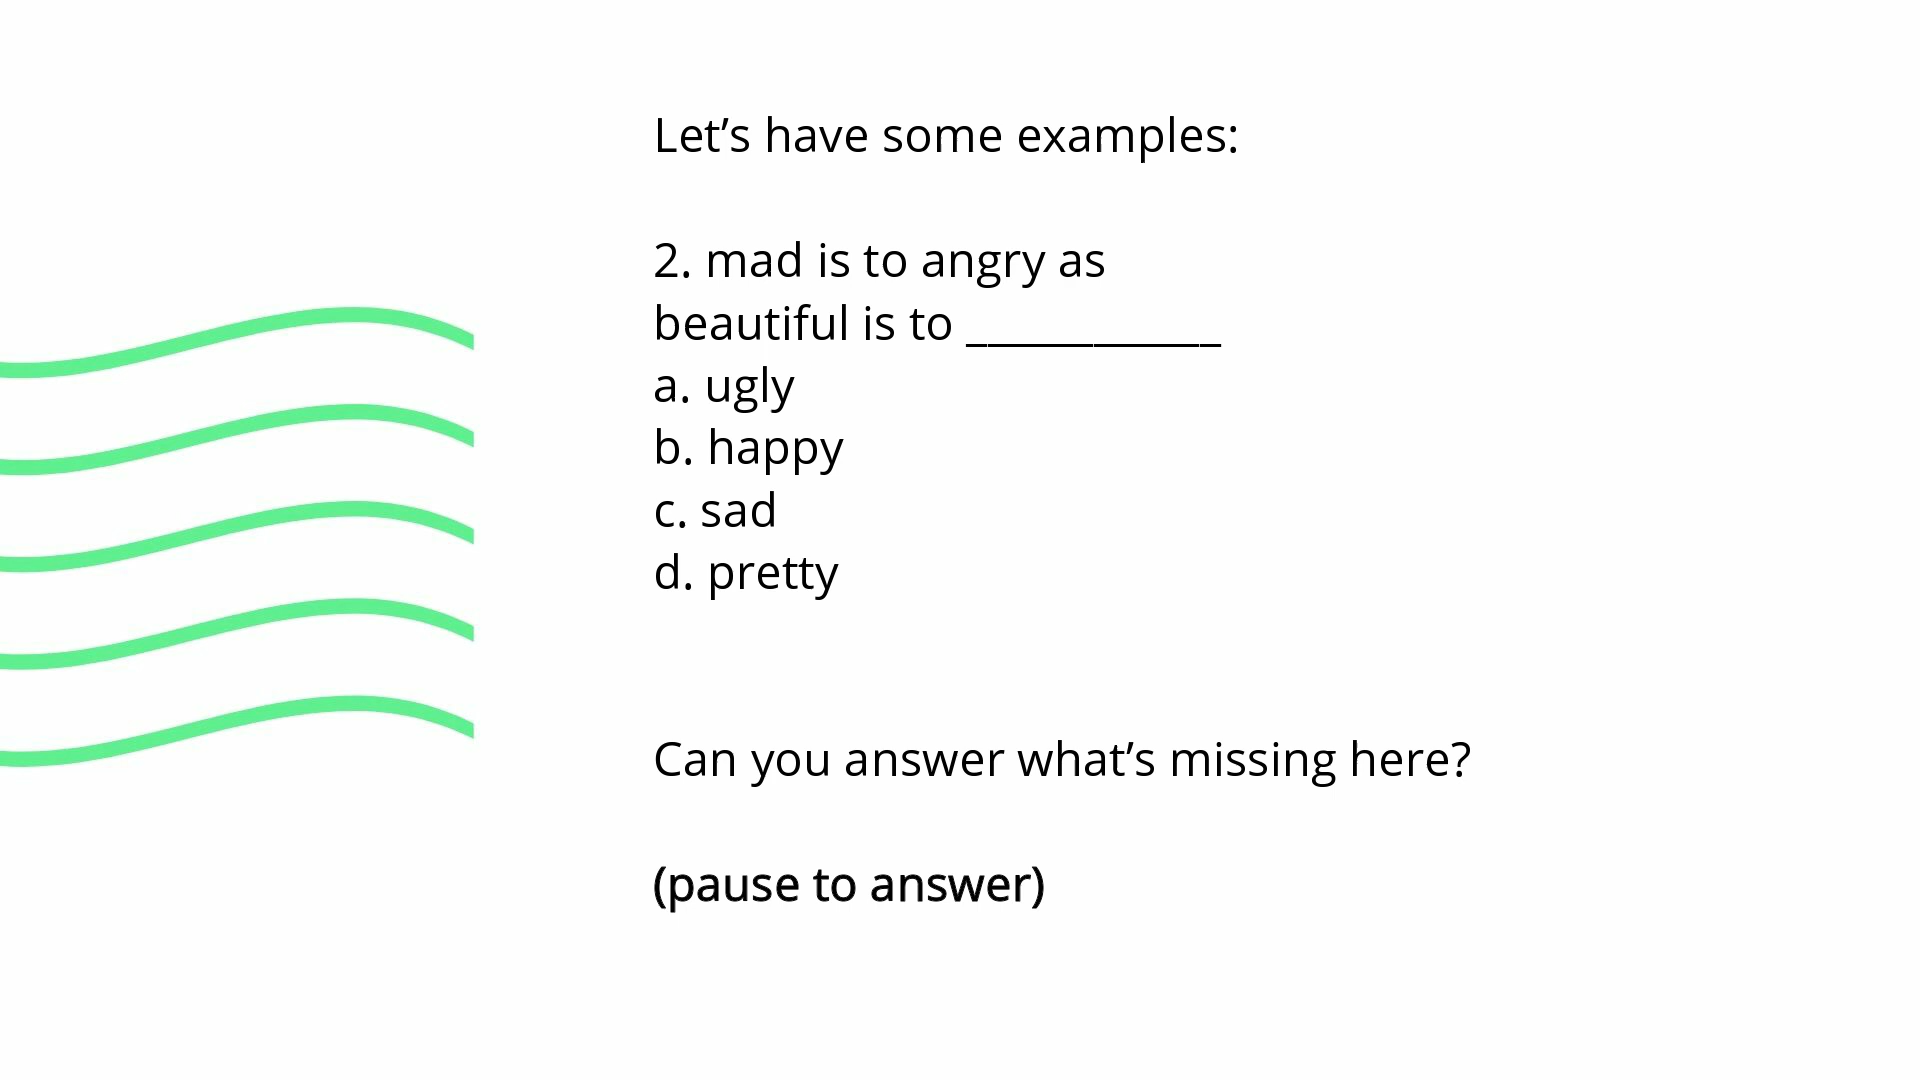 Let’s have some examples:
2. mad is to angry as
beautiful is to ____________
a. ugly
b. happy
c. sad
d. pretty
Can you answer what’s missing here?
(pause to answer)